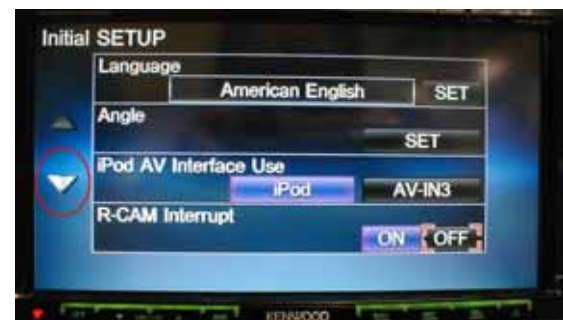 Initial SETUP
Language
American English SET
Angle
SET
iPod AV Interface Use
iPod AV-IN3
R-CAM Interrupt
ON OFF
KENWOOD